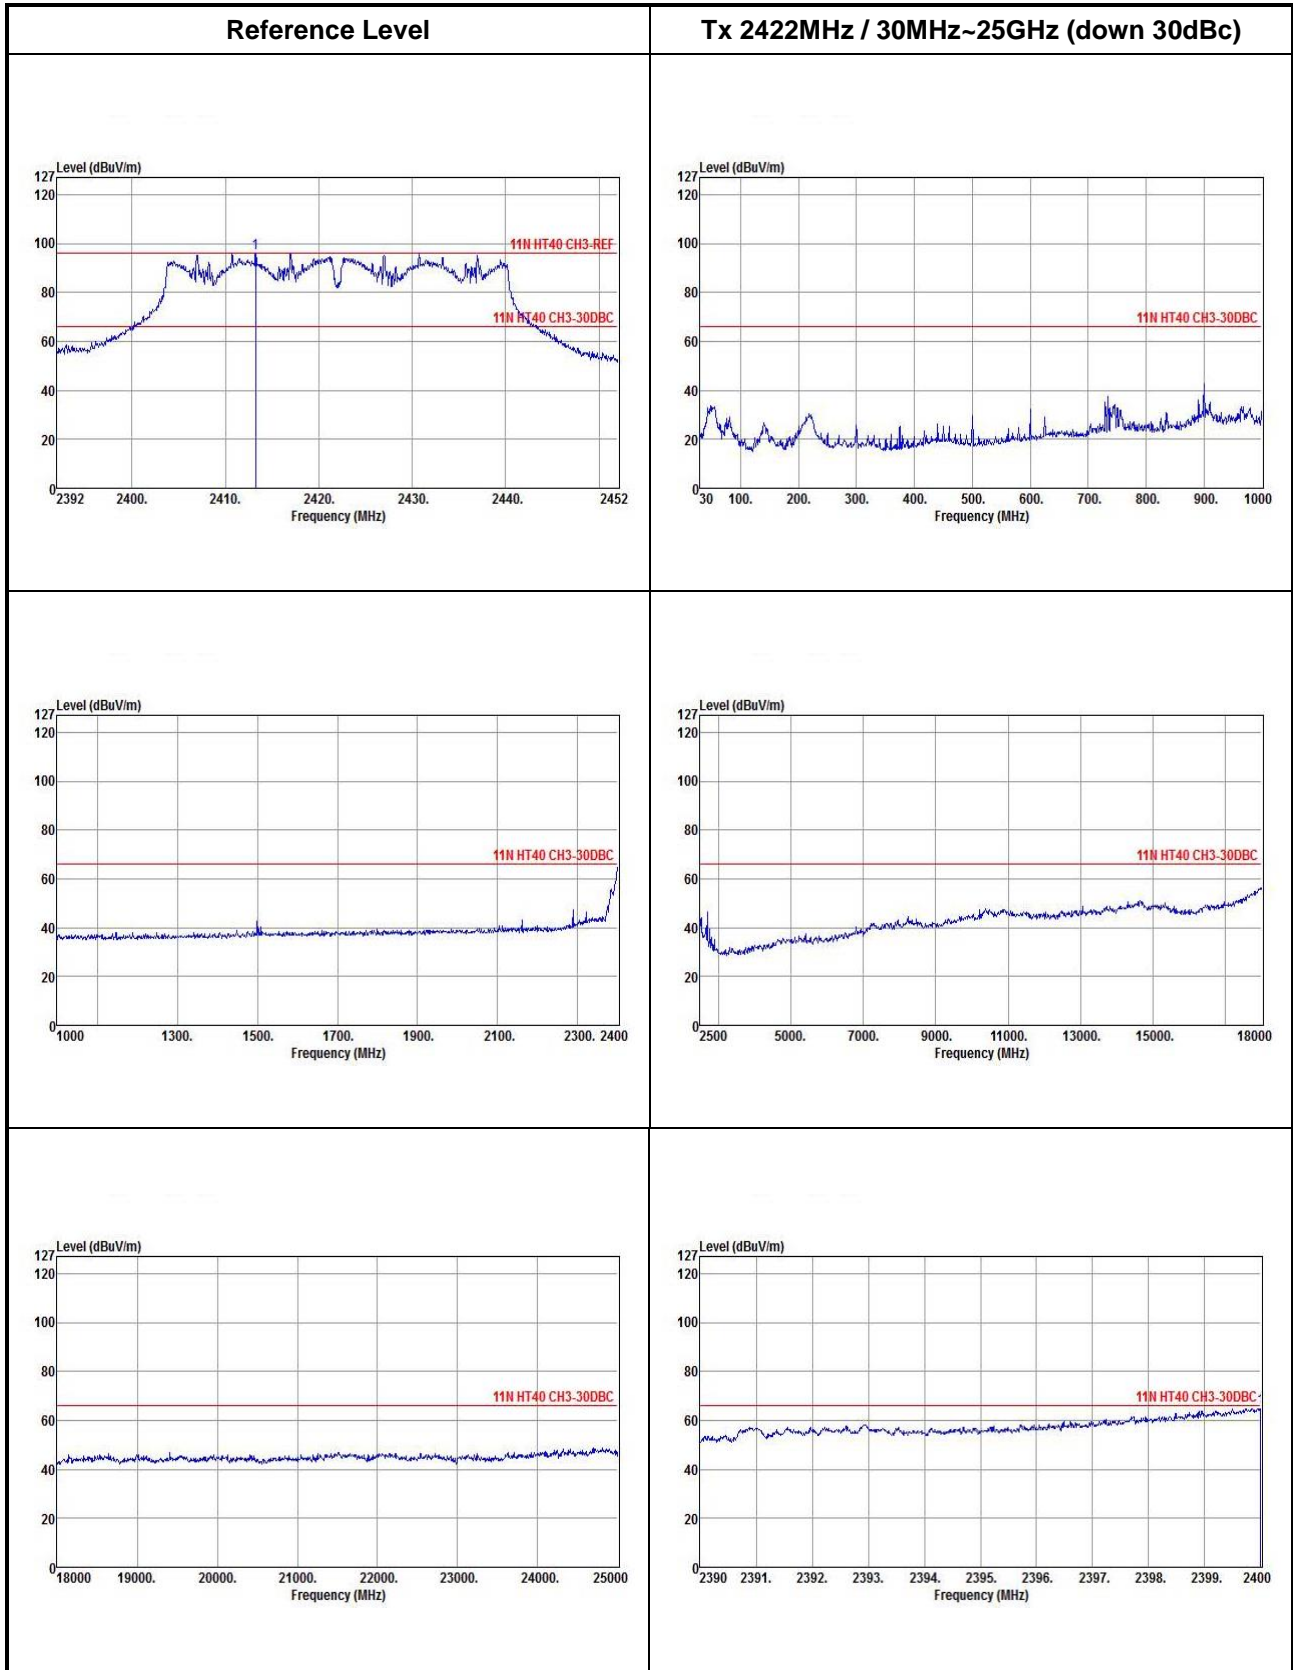 Reference Level
Tx 2422MHz / 30MHz~25GHz (down 30dBc)
Level (dBuV/m)
127
120
100
80
60
40
20
0
1
11N HT40 CH3-REF
11N HT40 CH3-30DBC
2392 2400. 2410. 2420. 2430. 2440. 2452
Frequency (MHz)
Level (dBuV/m)
127
120
100
80
60
40
20
0
11N HT40 CH3-30DBC
30 100. 200. 300. 400. 500. 600. 700. 800. 900. 1000
Frequency (MHz)
Level (dBuV/m)
127
120
100
80
60
40
20
0
11N HT40 CH3-30DBC
1000 1300. 1500. 1700. 1900. 2100. 2300. 2400
Frequency (MHz)
Level (dBuV/m)
127
120
100
80
60
40
20
0
11N HT40 CH3-30DBC
2500 5000. 7000. 9000. 11000. 13000. 15000. 18000
Frequency (MHz)
Level (dBuV/m)
127
120
100
80
60
40
20
0
11N HT40 CH3-30DBC
18000 19000. 20000. 21000. 22000. 23000. 24000. 25000
Frequency (MHz)
Level (dBuV/m)
127
120
100
80
60
40
20
0
11N HT40 CH3-30DBC
2390 2391. 2392. 2393. 2394. 2395. 2396. 2397. 2398. 2399. 2400
Frequency (MHz)